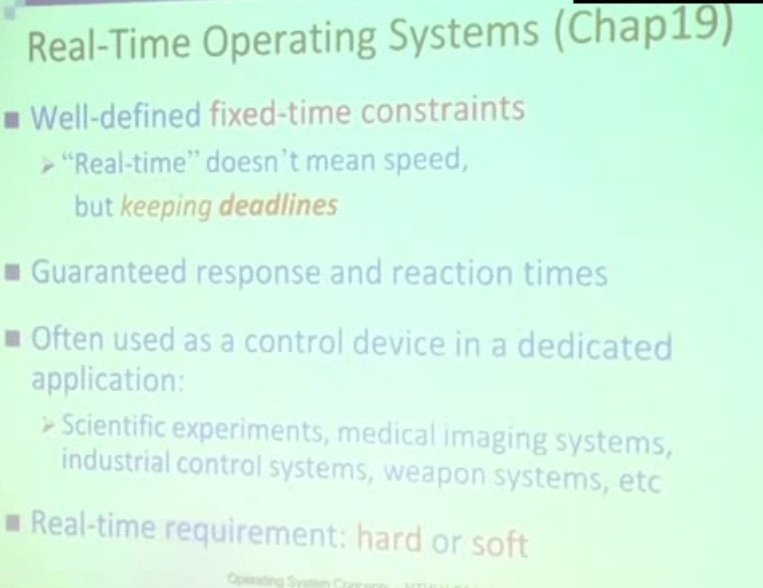 Real-Time Operating Systems (Chap19)
■ Well-defined fixed-time constraints
➢ “Real-time” doesn't mean speed,
but keeping deadlines
■ Guaranteed response and reaction times
■ Often used as a control device in a dedicated
application:
➢ Scientific experiments, medical imaging systems,
industrial control systems, weapon systems, etc
■ Real-time requirement: hard or soft
Operating System Concepts